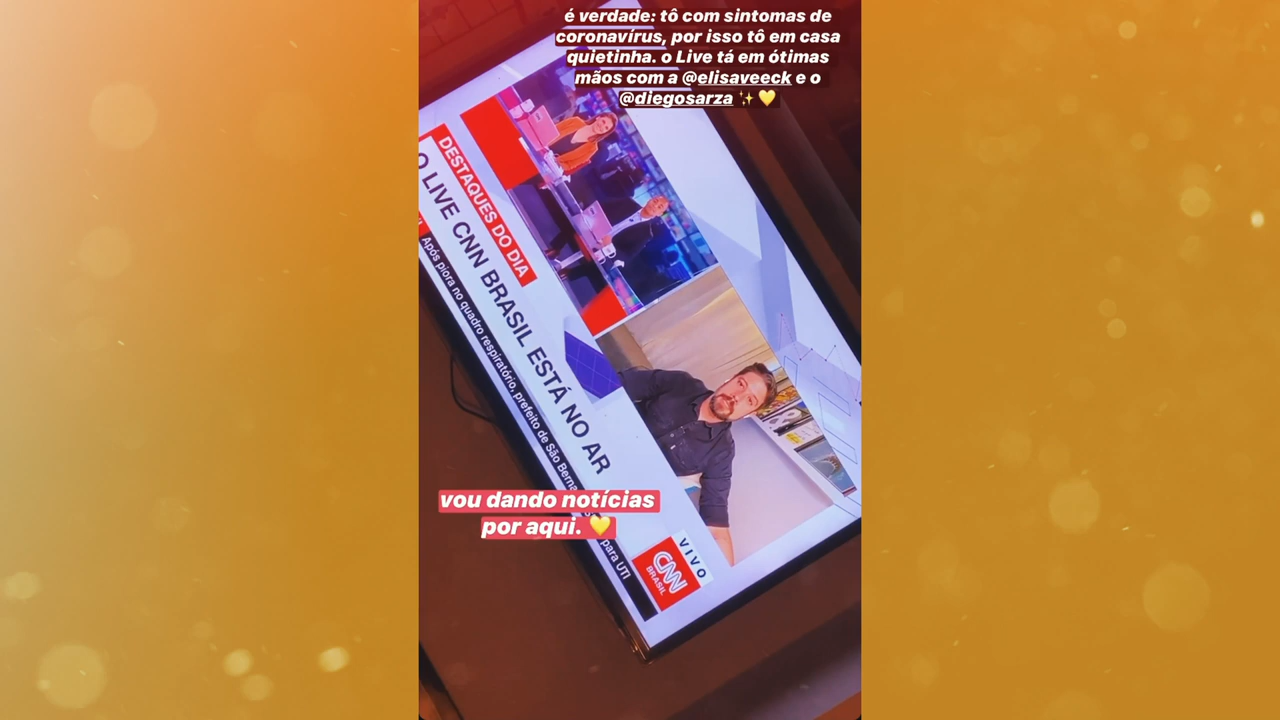 é verdade: tô com sintomas de
coronavírus, por isso tô em casa
quietinha. o Live tá em ótimas
mãos com a @elisaveeck e o
@diegosarza ✨ 💛
DESTAQUES DO DIA
O LIVE CNN BRASIL ESTÁ NO AR
Após piora no quadro respiratório, prefeito de São Berna
para UTI
VIVO
CNN
BRASIL
vou dando notícias
por aqui. 💛